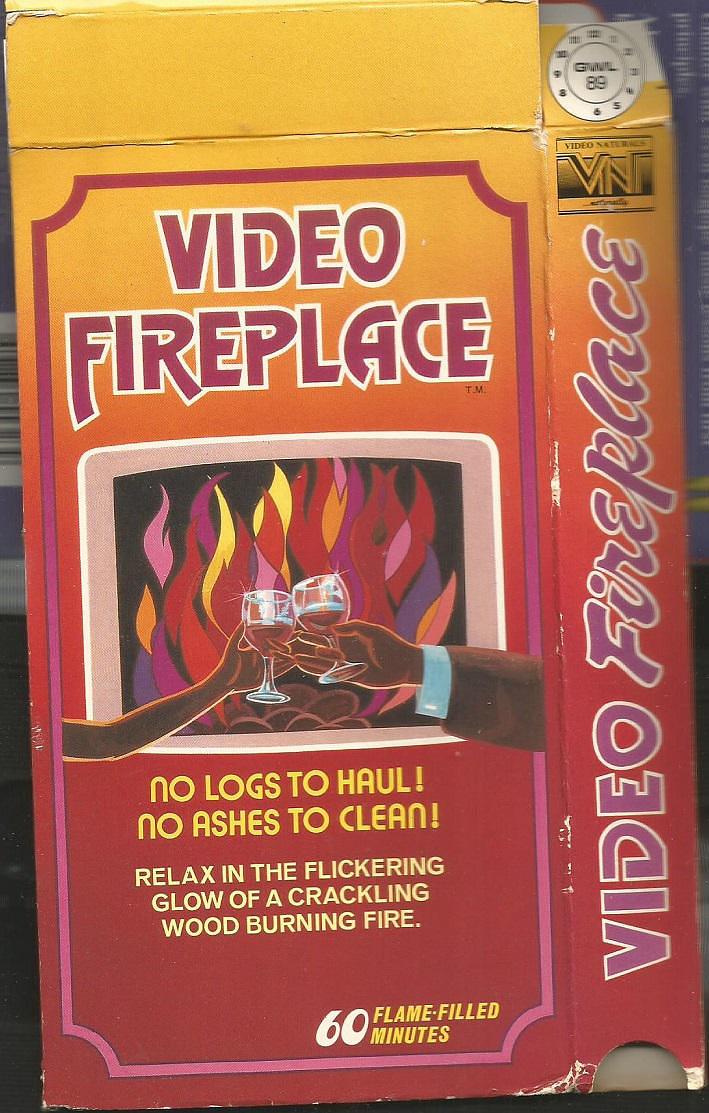 VIDEO
FIREPLACE
T.M.
NO LOGS TO HAUL!
NO ASHES TO CLEAN!
RELAX IN THE FLICKERING
GLOW OF A CRACKLING
WOOD BURNING FIRE.
60 FLAME-FILLED
MINUTES
GWL
89
VIDEO NATURALS
VN
...naturally
VIDEO Fireplace